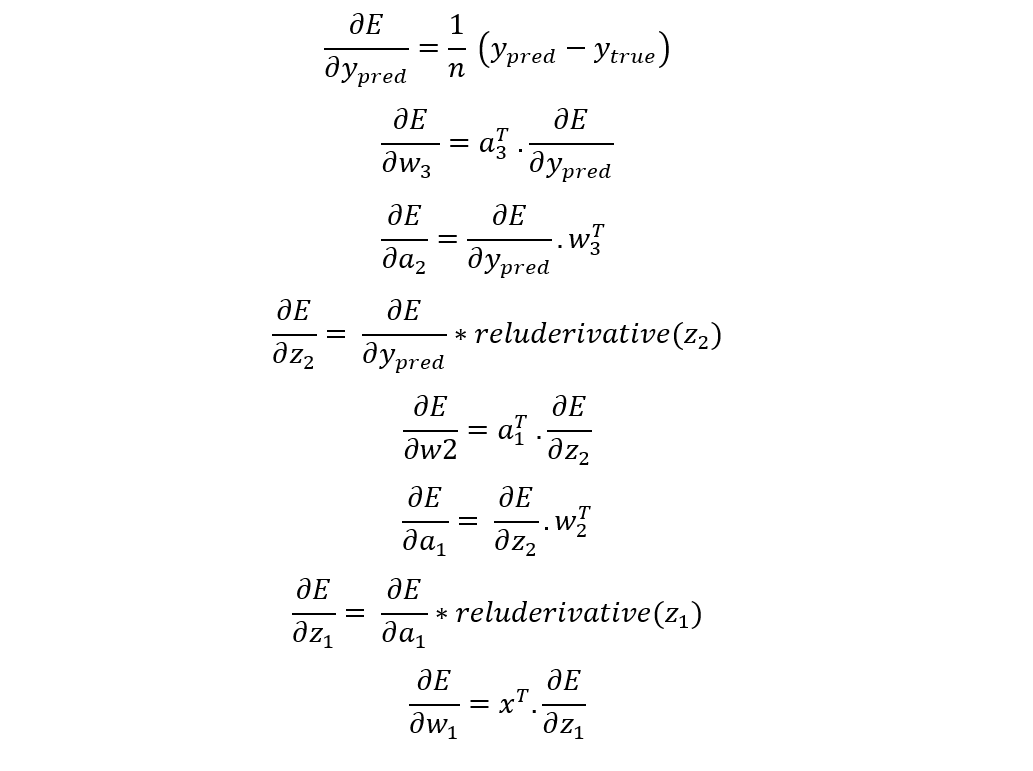 ∂E/∂y_pred = 1/n (y_pred − y_true)
∂E/∂w_3 = a_3^T . ∂E/∂y_pred
∂E/∂a_2 = ∂E/∂y_pred . w_3^T
∂E/∂z_2 = ∂E/∂y_pred * reluderivative(z_2)
∂E/∂w2 = a_1^T . ∂E/∂z_2
∂E/∂a_1 = ∂E/∂z_2 . w_2^T
∂E/∂z_1 = ∂E/∂a_1 * reluderivative(z_1)
∂E/∂w_1 = x^T . ∂E/∂z_1